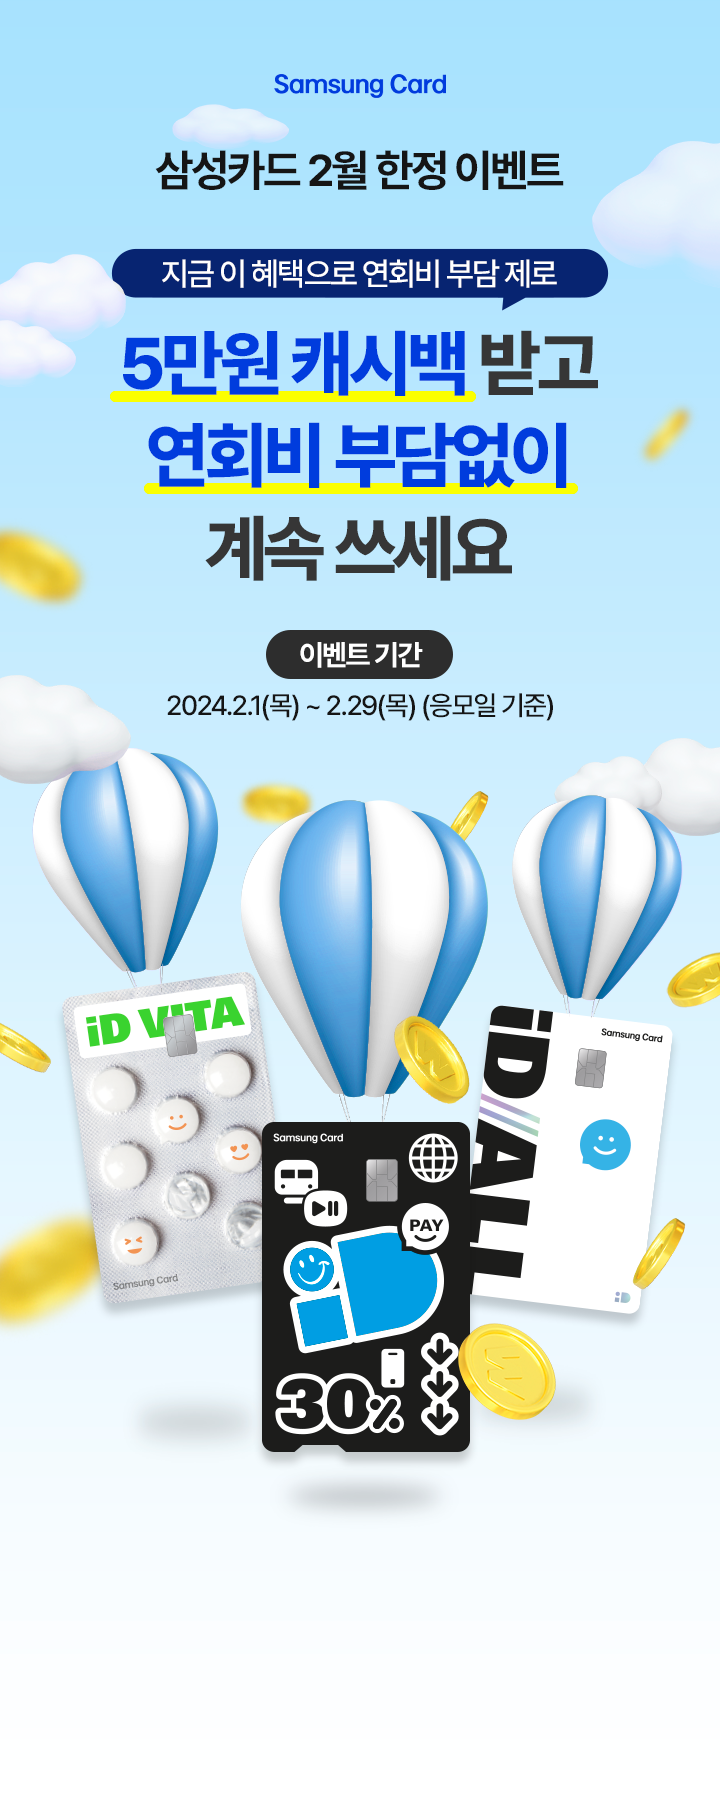 Samsung Card
삼성카드 2월 한정 이벤트
지금 이 혜택으로 연회비 부담 제로
5만원 캐시백 받고
연회비 부담없이
계속 쓰세요
이벤트 기간
2024.2.1(목) ~ 2.29(목) (응모일 기준)
iD VITA
Samsung Card
Samsung Card
PAY
30%
Samsung Card
iD ALL
iD